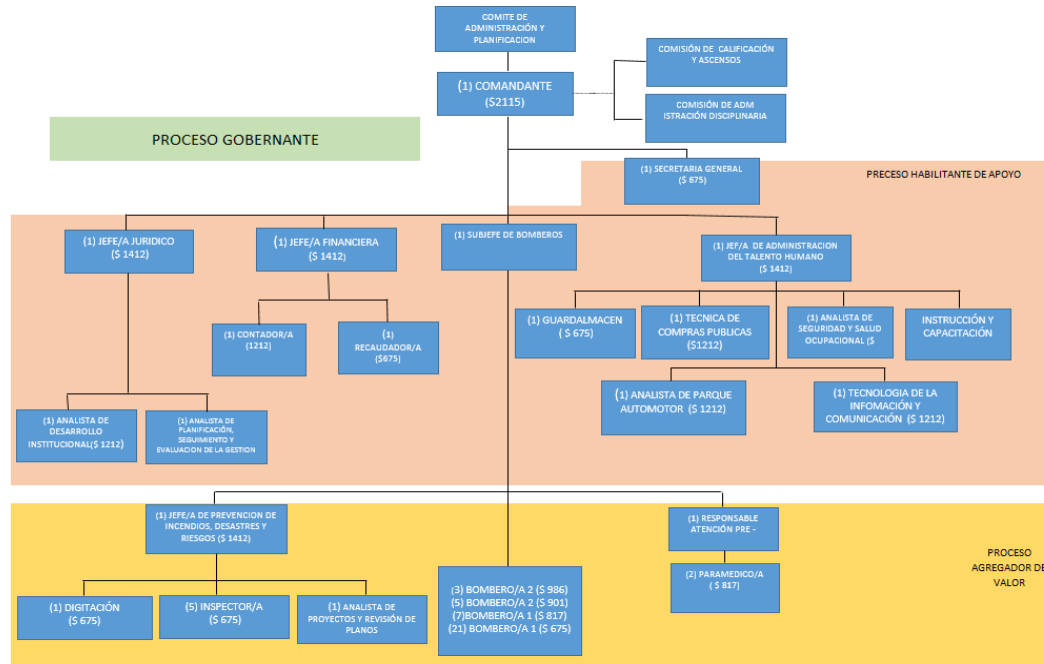 COMITE DE
ADMINISTRACIÓN Y
PLANIFICACION
COMISIÓN DE CALIFICACIÓN
Y ASCENSOS
(1) COMANDANTE
($2115)
COMISIÓN DE ADM
ISTRACIÓN DISCIPLINARIA
PROCESO GOBERNANTE
(1) SECRETARIA GENERAL
($ 675)
PRECESO HABILITANTE DE APOYO
(1) JEFE/A JURIDICO
($ 1412)
(1) JEFE/A FINANCIERA
($ 1412)
(1) SUBJEFE DE BOMBEROS
(1) JEF/A DE ADMINISTRACION
DEL TALENTO HUMANO
($ 1412)
(1) CONTADOR/A
(1212)
(1)
RECAUDADOR/A
($675)
(1) GUARDALMACEN
( $ 675)
(1) TECNICA DE
COMPRAS PUBLICAS
($1212)
(1) ANALISTA DE
SEGURIDAD Y SALUD
OCUPACIONAL ($
INSTRUCCIÓN Y
CAPACITACIÓN
(1) ANALISTA DE PARQUE
AUTOMOTOR ($ 1212)
(1) TECNOLOGIA DE LA
INFOMACIÓN Y
COMUNICACIÓN ($ 1212)
(1) ANALISTA DE
DESARROLLO
INSTITUCIONAL($ 1212)
(1) ANALISTA DE
PLANIFICACIÓN,
SEGUIMIENTO Y
EVALUACION DE LA GESTION
(1) JEFE/A DE PREVENCION DE
INCENDIOS, DESASTRES Y
RIESGOS ($ 1412)
(1) RESPONSABLE
ATENCIÓN PRE -
PROCESO
AGREGADOR DE
VALOR
(1) DIGITACIÓN
($ 675)
(5) INSPECTOR/A
($ 675)
(1) ANALISTA DE
PROYECTOS Y REVISIÓN DE
PLANOS
(3) BOMBERO/A 2 ($ 986)
(5) BOMBERO/A 2 ($ 901)
(7)BOMBERO/A 1 ($ 817)
(21) BOMBERO/A 1 ($ 675)
(2) PARAMEDICO/A
( $ 817)